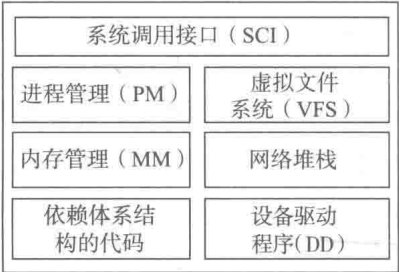 系统调用接口（SCI）
进程管理（PM）
虚拟文件
系统（VFS）
内存管理（MM）
网络堆栈
依赖体系结
构的代码
设备驱动
程序(DD)